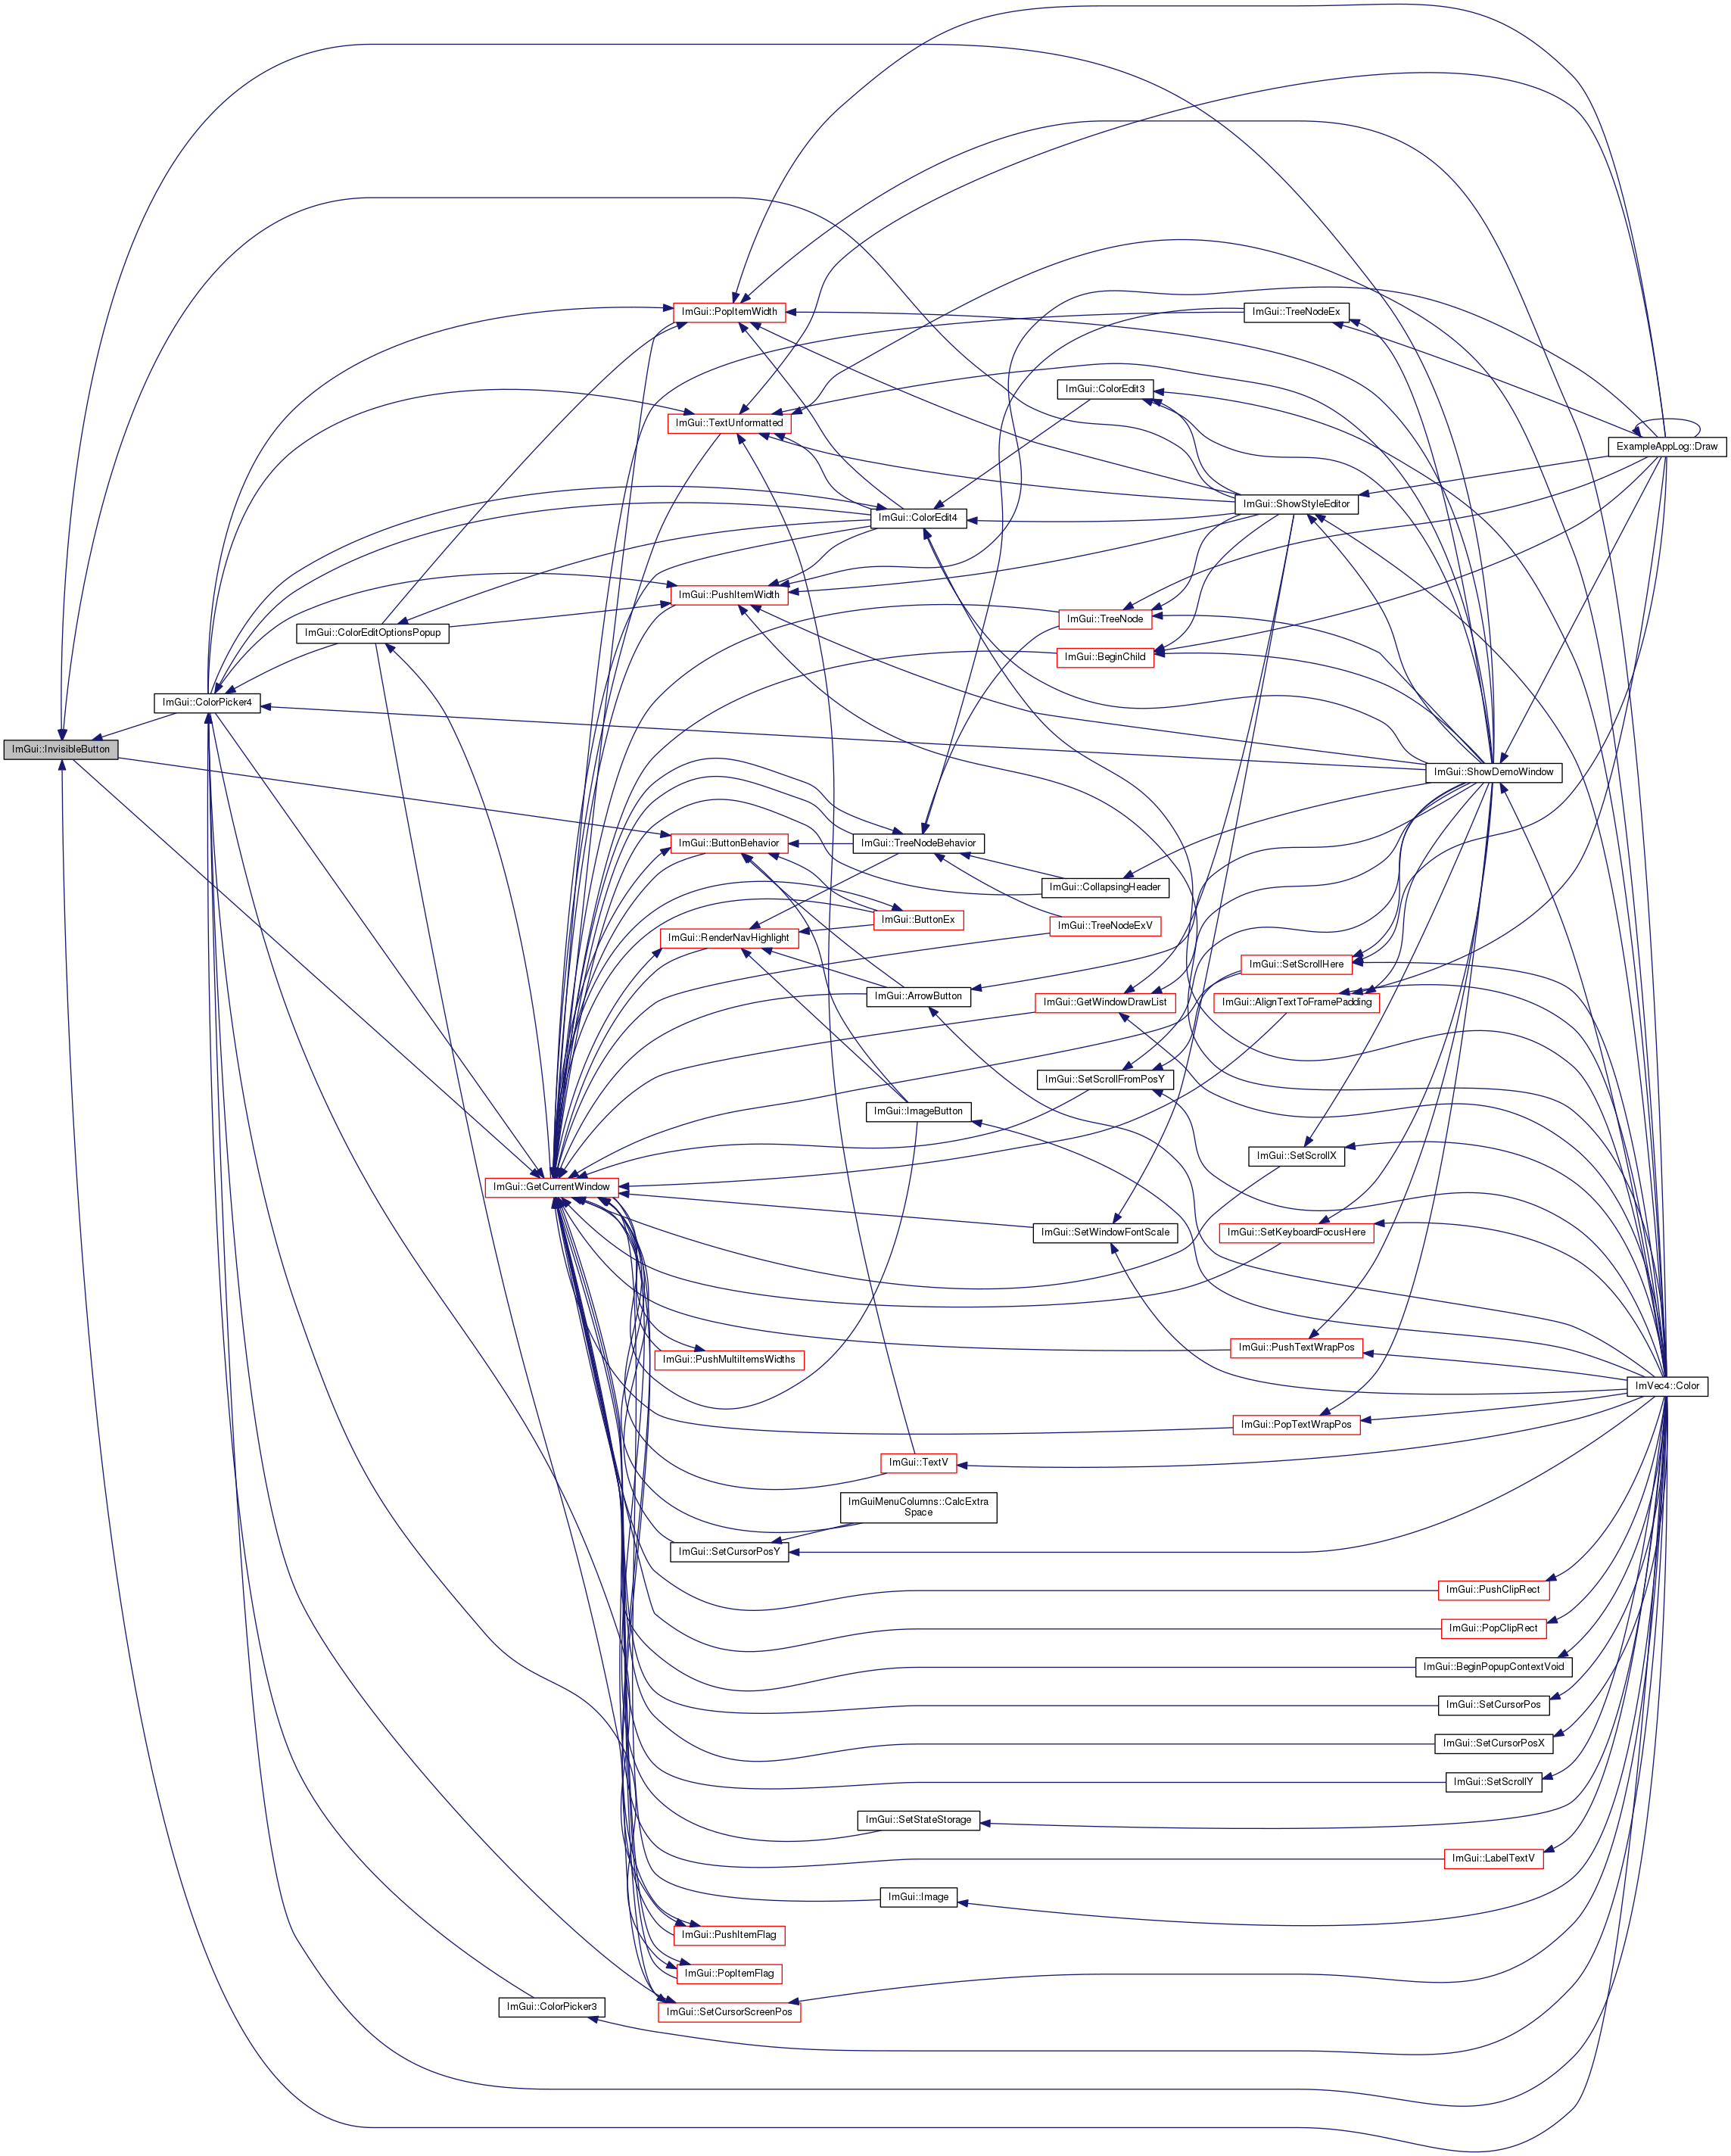 ImGui::PopItemWidth
ImGui::TreeNodeEx
ImGui::ColorEdit3
ImGui::TextUnformatted
ExampleAppLog::Draw
ImGui::ShowStyleEditor
ImGui::ColorEdit4
ImGui::PushItemWidth
ImGui::TreeNode
ImGui::ColorEditOptionsPopup
ImGui::BeginChild
ImGui::ColorPicker4
ImGui::InvisibleButton
ImGui::ShowDemoWindow
ImGui::ButtonBehavior
ImGui::TreeNodeBehavior
ImGui::CollapsingHeader
ImGui::ButtonEx
ImGui::TreeNodeExV
ImGui::RenderNavHighlight
ImGui::SetScrollHere
ImGui::ArrowButton
ImGui::GetWindowDrawList
ImGui::AlignTextToFramePadding
ImGui::SetScrollFromPosY
ImGui::ImageButton
ImGui::SetScrollX
ImGui::GetCurrentWindow
ImGui::SetWindowFontScale
ImGui::SetKeyboardFocusHere
ImGui::PushTextWrapPos
ImGui::PushMultiItemsWidths
ImVec4::Color
ImGui::PopTextWrapPos
ImGui::TextV
ImGuiMenuColumns::CalcExtra
Space
ImGui::SetCursorPosY
ImGui::PushClipRect
ImGui::PopClipRect
ImGui::BeginPopupContextVoid
ImGui::SetCursorPos
ImGui::SetCursorPosX
ImGui::SetScrollY
ImGui::SetStateStorage
ImGui::LabelTextV
ImGui::Image
ImGui::PushItemFlag
ImGui::PopItemFlag
ImGui::ColorPicker3
ImGui::SetCursorScreenPos